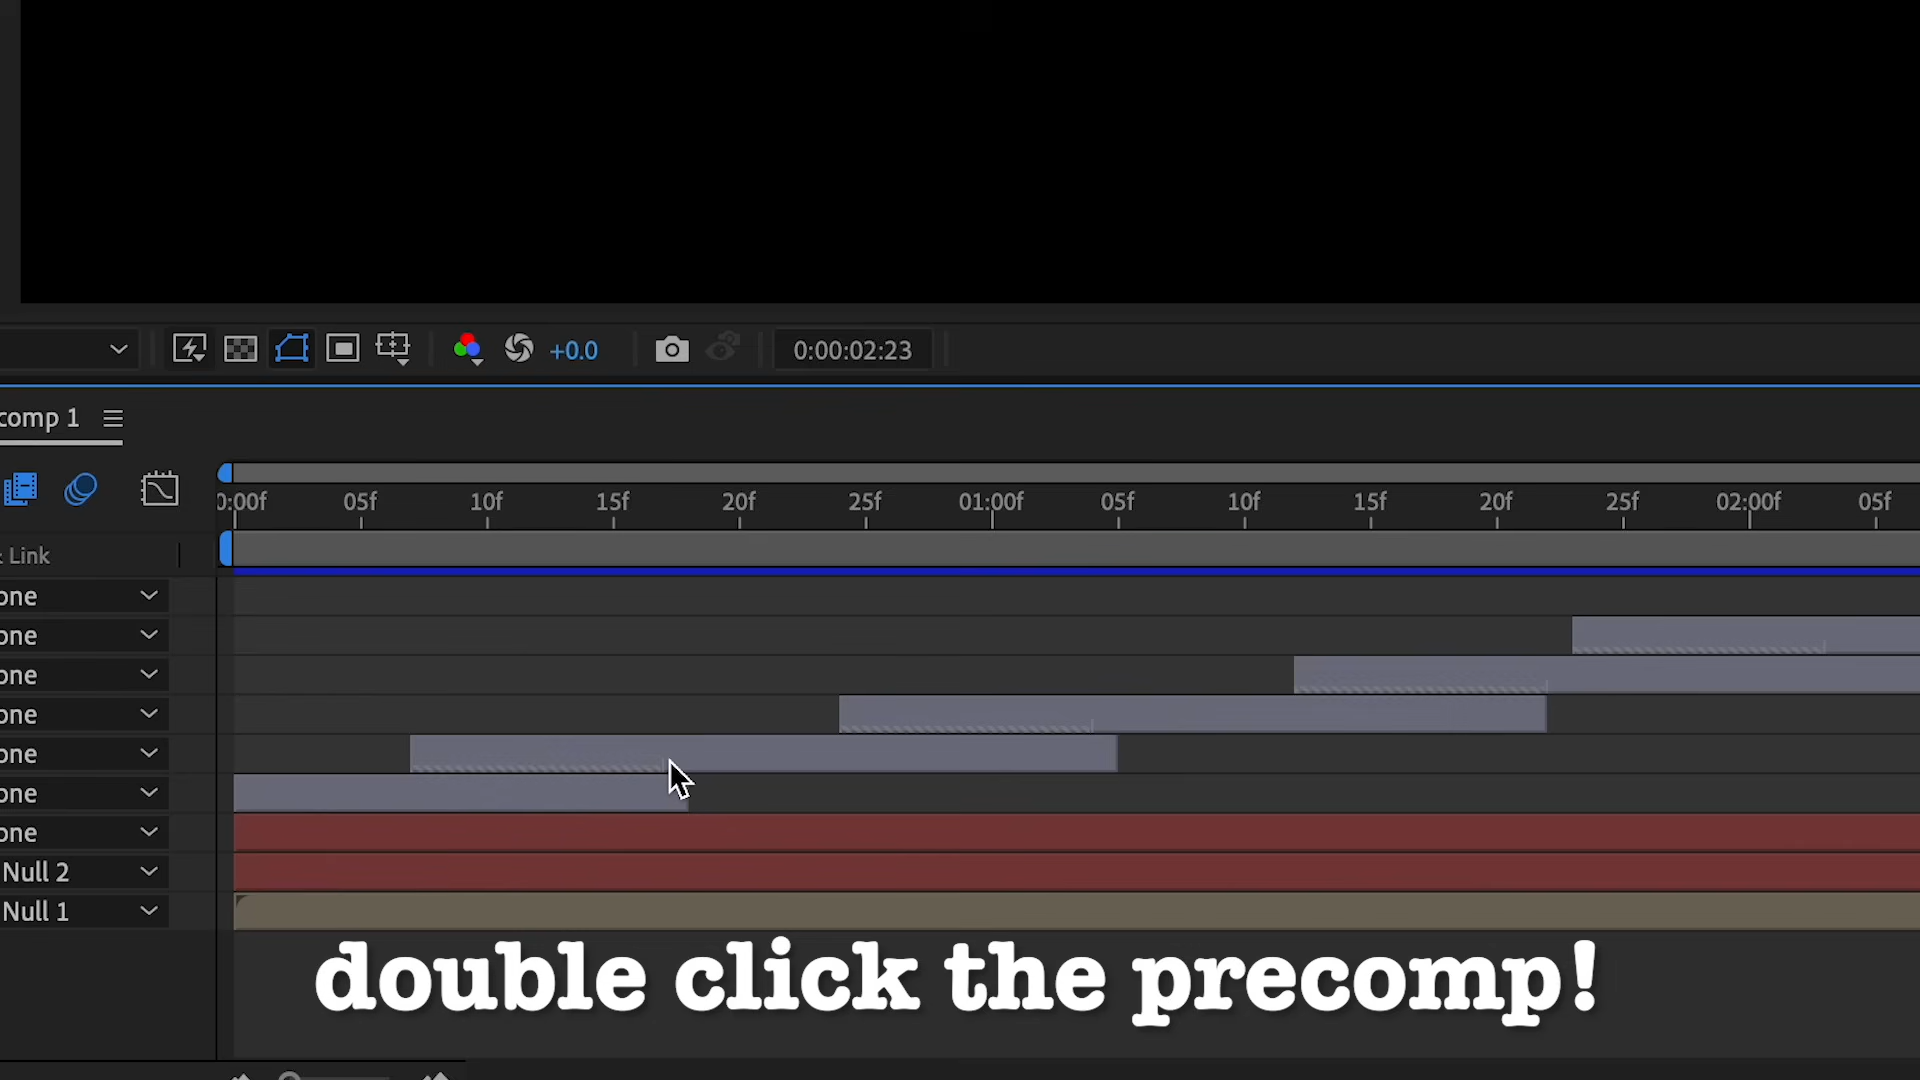 +0.0
0:00:02:23
comp 1
0:00f 05f 10f 15f 20f 25f 01:00f 05f 10f 15f 20f 25f 02:00f 05f
Link
one
one
one
one
one
one
one
Null 2
Null 1
double click the precomp!